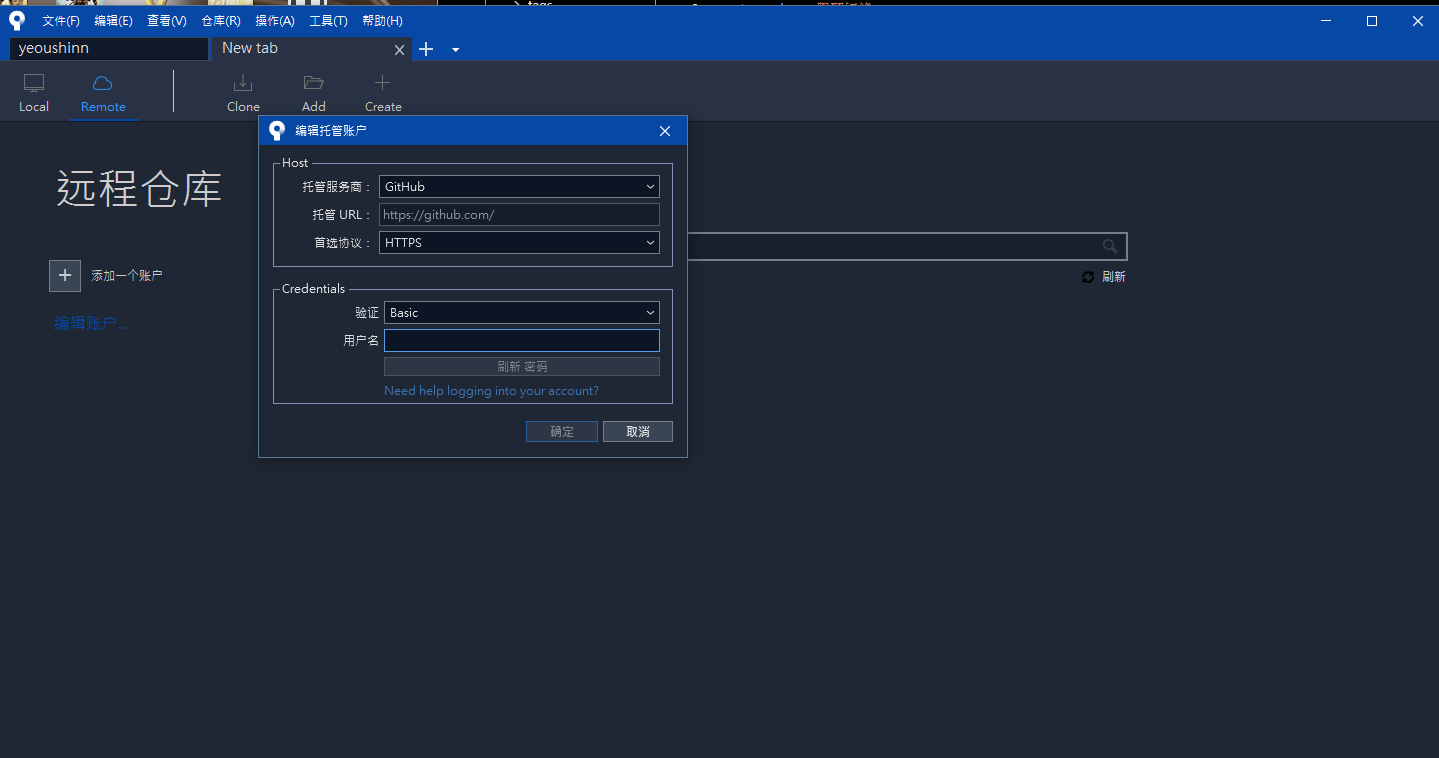 文件(F) 编辑(E) 查看(V) 仓库(R) 操作(A) 工具(T) 帮助(H)
yeoushinn New tab
Local Remote Clone Add Create
编辑托管账户
远程仓库
添加一个账户
编辑账户...
Host
托管服务商： GitHub
托管 URL： https://github.com/
首选协议： HTTPS
Credentials
验证 Basic
用户名
刷新 密码
Need help logging into your account?
确定 取消
刷新